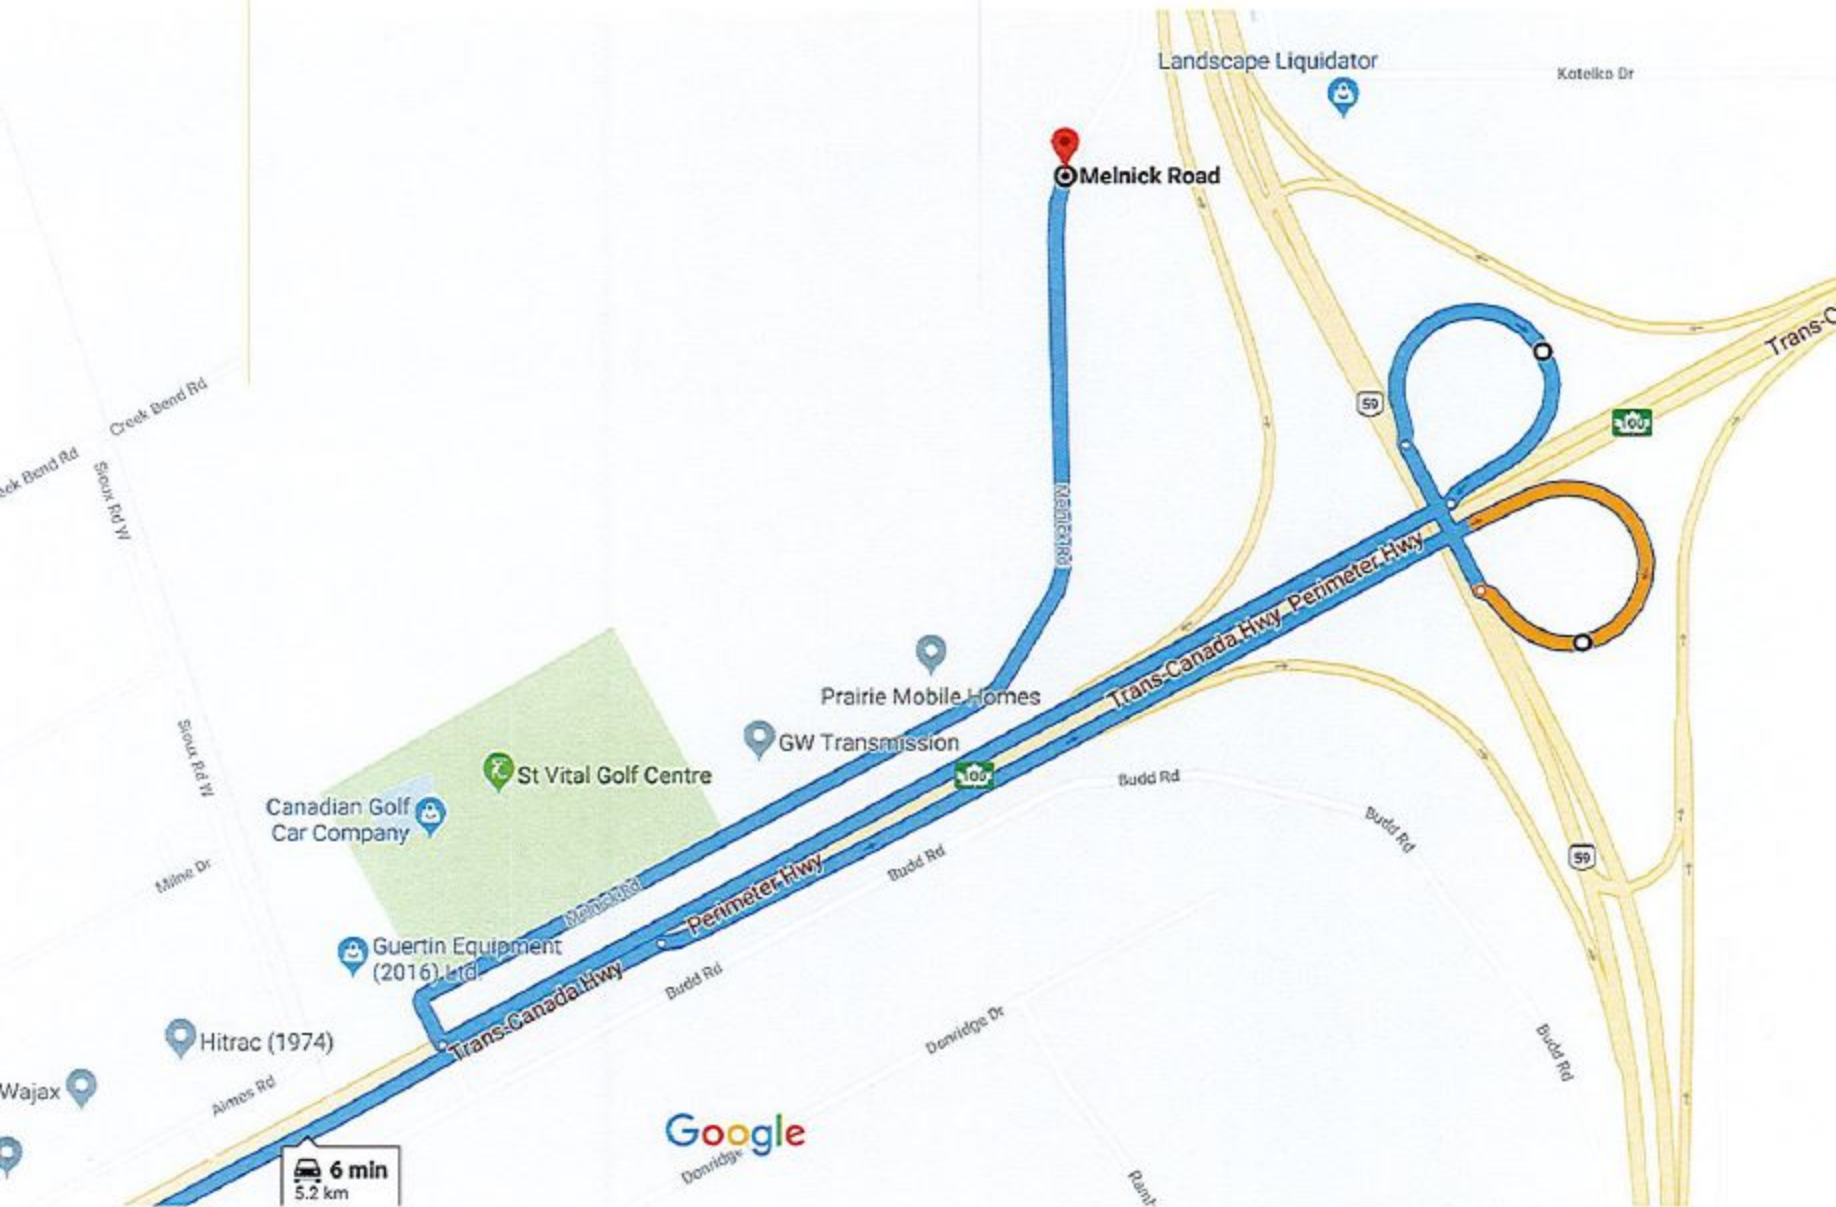 Landscape Liquidator
Kotelko Dr
Melnick Road
Trans-C
59
100
Creek Bend Rd
eek Bend Rd
Sioux Rd W
Melnick Rd
Perimeter Hwy
Trans-Canada Hwy
Prairie Mobile Homes
GW Transmission
St Vital Golf Centre
100
Budd Rd
Canadian Golf
Car Company
Sioux Rd W
Milne Dr
Budd Rd
59
Budd Rd
Perimeter Hwy
Melnick Rd
Guertin Equipment
(2016) Ltd.
Budd Rd
Trans-Canada Hwy
Hitrac (1974)
Donridge Dr
Budd Rd
Wajax
Aimes Rd
Google
Donridge
6 min
5.2 km